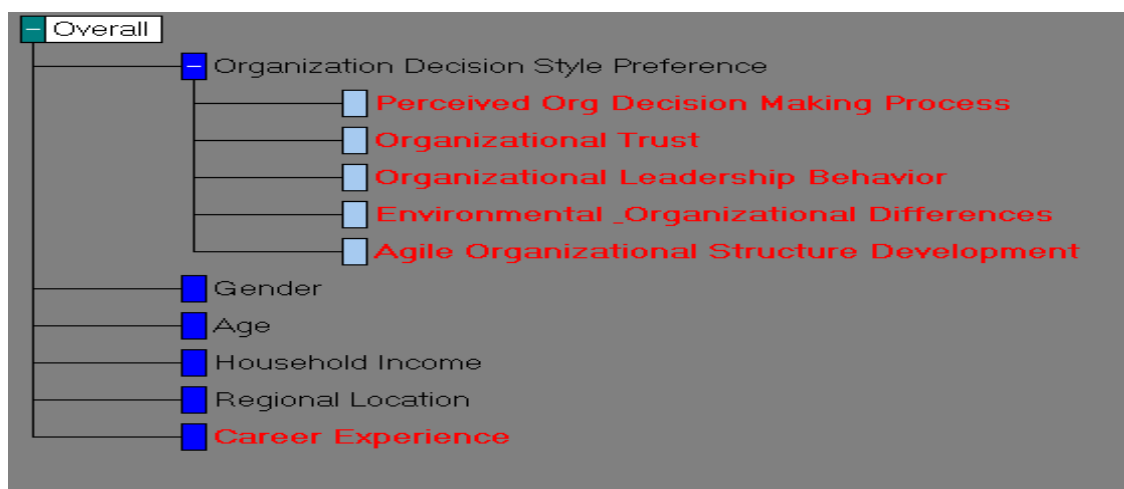 Overall
Organization Decision Style Preference
Perceived Org Decision Making Process
Organizational Trust
Organizational Leadership Behavior
Environmental _Organizational Differences
Agile Organizational Structure Development
Gender
Age
Household Income
Regional Location
Career Experience